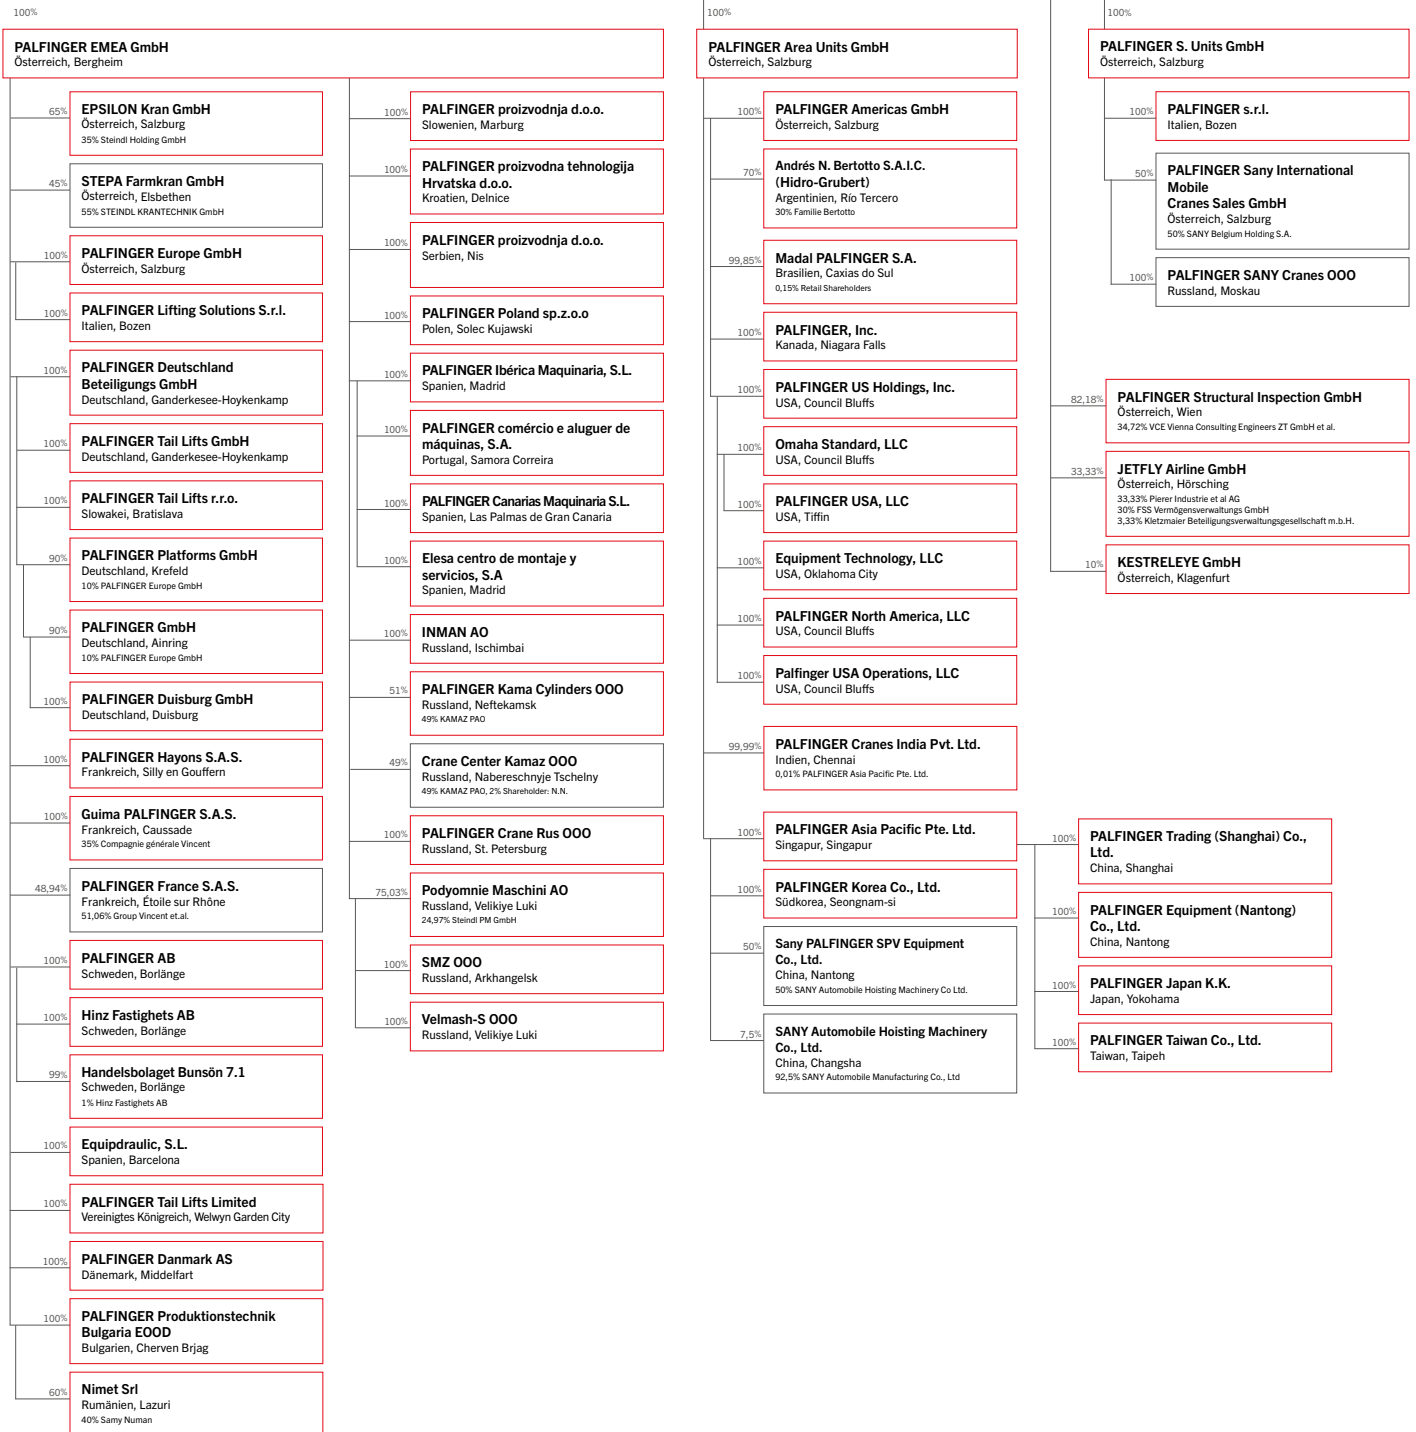 100%
PALFINGER EMEA GmbH
Österreich, Bergheim
65%
EPSILON Kran GmbH
Österreich, Salzburg
35% Steindl Holding GmbH
45%
STEPA Farmkran GmbH
Österreich, Elsbethen
55% STEINDL KRANTECHNIK GmbH
100%
PALFINGER Europe GmbH
Österreich, Salzburg
100%
PALFINGER Lifting Solutions S.r.l.
Italien, Bozen
100%
PALFINGER Deutschland
Beteiligungs GmbH
Deutschland, Ganderkesee-Hoykenkamp
100%
PALFINGER Tail Lifts GmbH
Deutschland, Ganderkesee-Hoykenkamp
100%
PALFINGER Tail Lifts r.r.o.
Slowakei, Bratislava
90%
PALFINGER Platforms GmbH
Deutschland, Krefeld
10% PALFINGER Europe GmbH
90%
PALFINGER GmbH
Deutschland, Ainring
10% PALFINGER Europe GmbH
100%
PALFINGER Duisburg GmbH
Deutschland, Duisburg
100%
PALFINGER Hayons S.A.S.
Frankreich, Silly en Gouffern
100%
Guima PALFINGER S.A.S.
Frankreich, Caussade
35% Compagnie générale Vincent
48,94%
PALFINGER France S.A.S.
Frankreich, Étoile sur Rhône
51,06% Group Vincent et.al.
100%
PALFINGER AB
Schweden, Borlänge
100%
Hinz Fastighets AB
Schweden, Borlänge
99%
Handelsbolaget Bunsön 7.1
Schweden, Borlänge
1% Hinz Fastighets AB
100%
Equipdraulic, S.L.
Spanien, Barcelona
100%
PALFINGER Tail Lifts Limited
Vereinigtes Königreich, Welwyn Garden City
100%
PALFINGER Danmark AS
Dänemark, Middelfart
100%
PALFINGER Produktionstechnik
Bulgaria EOOD
Bulgarien, Cherven Brjag
60%
Nimet Srl
Rumänien, Lazuri
40% Samy Numan
100%
PALFINGER proizvodnja d.o.o.
Slowenien, Marburg
100%
PALFINGER proizvodna tehnologija
Hrvatska d.o.o.
Kroatien, Delnice
100%
PALFINGER proizvodnja d.o.o.
Serbien, Nis
100%
PALFINGER Poland sp.z.o.o
Polen, Solec Kujawski
100%
PALFINGER Ibérica Maquinaria, S.L.
Spanien, Madrid
100%
PALFINGER comércio e aluguer de
máquinas, S.A.
Portugal, Samora Correira
100%
PALFINGER Canarias Maquinaria S.L.
Spanien, Las Palmas de Gran Canaria
100%
Elesa centro de montaje y
servicios, S.A
Spanien, Madrid
100%
INMAN AO
Russland, Ischimbai
51%
PALFINGER Kama Cylinders OOO
Russland, Neftekamsk
49% KAMAZ PAO
49%
Crane Center Kamaz OOO
Russland, Nabereschnyje Tschelny
49% KAMAZ PAO, 2% Shareholder: N.N.
100%
PALFINGER Crane Rus OOO
Russland, St. Petersburg
75,03%
Podyomnie Maschini AO
Russland, Velikiye Luki
24,97% Steindl PM GmbH
100%
SMZ OOO
Russland, Arkhangelsk
100%
Velmash-S OOO
Russland, Velikiye Luki
100%
PALFINGER Area Units GmbH
Österreich, Salzburg
100%
PALFINGER Americas GmbH
Österreich, Salzburg
70%
Andrés N. Bertotto S.A.I.C.
(Hidro-Grubert)
Argentinien, Río Tercero
30% Familie Bertotto
99,85%
Madal PALFINGER S.A.
Brasilien, Caxias do Sul
0,15% Retail Shareholders
100%
PALFINGER, Inc.
Kanada, Niagara Falls
100%
PALFINGER US Holdings, Inc.
USA, Council Bluffs
100%
Omaha Standard, LLC
USA, Council Bluffs
100%
PALFINGER USA, LLC
USA, Tiffin
100%
Equipment Technology, LLC
USA, Oklahoma City
100%
PALFINGER North America, LLC
USA, Council Bluffs
100%
Palfinger USA Operations, LLC
USA, Council Bluffs
99,99%
PALFINGER Cranes India Pvt. Ltd.
Indien, Chennai
0,01% PALFINGER Asia Pacific Pte. Ltd.
100%
PALFINGER Asia Pacific Pte. Ltd.
Singapur, Singapur
100%
PALFINGER Korea Co., Ltd.
Südkorea, Seongnam-si
50%
Sany PALFINGER SPV Equipment
Co., Ltd.
China, Nantong
50% SANY Automobile Hoisting Machinery Co Ltd.
7,5%
SANY Automobile Hoisting Machinery
Co., Ltd.
China, Changsha
92,5% SANY Automobile Manufacturing Co., Ltd
100%
PALFINGER Trading (Shanghai) Co.,
Ltd.
China, Shanghai
100%
PALFINGER Equipment (Nantong)
Co., Ltd.
China, Nantong
100%
PALFINGER Japan K.K.
Japan, Yokohama
100%
PALFINGER Taiwan Co., Ltd.
Taiwan, Taipeh
100%
PALFINGER S. Units GmbH
Österreich, Salzburg
100%
PALFINGER s.r.l.
Italien, Bozen
50%
PALFINGER Sany International
Mobile
Cranes Sales GmbH
Österreich, Salzburg
50% SANY Belgium Holding S.A.
100%
PALFINGER SANY Cranes OOO
Russland, Moskau
82,18%
PALFINGER Structural Inspection GmbH
Österreich, Wien
34,72% VCE Vienna Consulting Engineers ZT GmbH et al.
33,33%
JETFLY Airline GmbH
Österreich, Hörsching
33,33% Pierer Industrie et al AG
30% FSS Vermögensverwaltungs GmbH
3,33% Kletzmaier Beteiligungsverwaltungsgesellschaft m.b.H.
10%
KESTRELEYE GmbH
Österreich, Klagenfurt